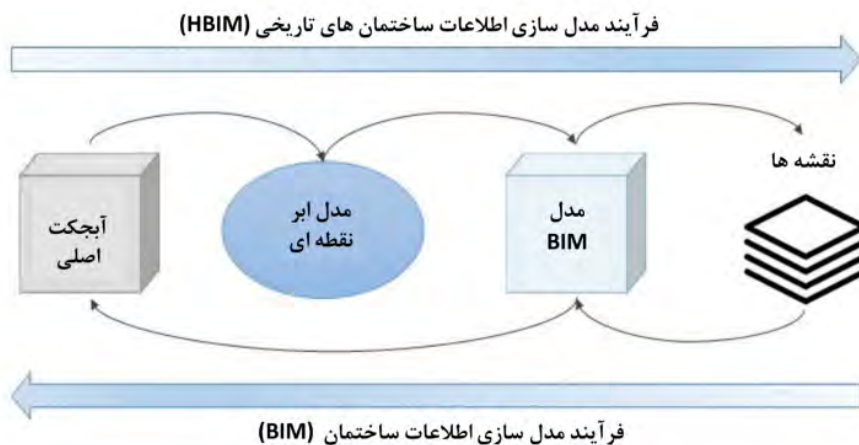 فرآیند مدل سازی اطلاعات ساختمان های تاریخی (HBIM)
آبجکت
اصلی
مدل ابر
نقطه ای
مدل
BIM
نقشه ها
فرآیند مدل سازی اطلاعات ساختمان (BIM)